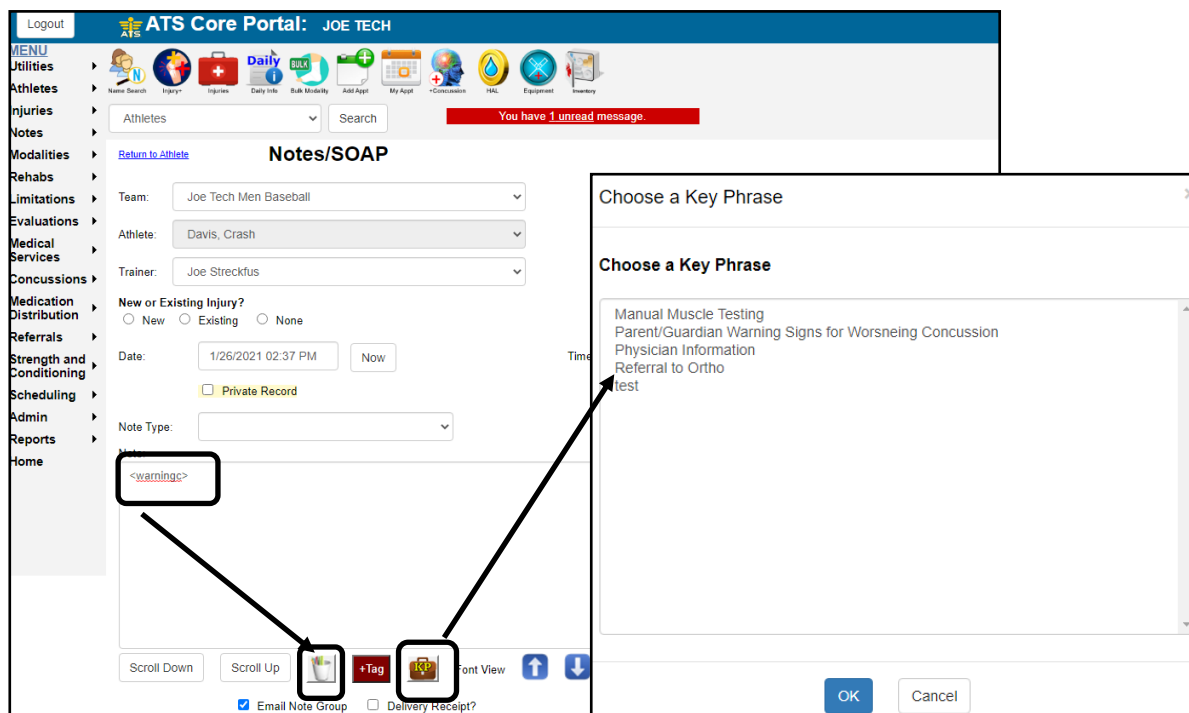 Logout
ATS
ATS Core Portal: JOE TECH
MENU
Utilities
Athletes
Injuries
Notes
Modalities
Rehabs
Limitations
Evaluations
Medical
Services
Concussions
Medication
Distribution
Referrals
Strength and
Conditioning
Scheduling
Admin
Reports
Home
N
Daily
BULK
Name Search Injury+ Injuries Daily Info Bulk Modality Add Appt My Appt +Concussion HAL Equipment Inventory
Athletes Search You have 1 unread message.
Return to Athlete Notes/SOAP
Team: Joe Tech Men Baseball
Athlete: Davis, Crash
Trainer: Joe Streckfus
New or Existing Injury?
New Existing None
Date: 1/26/2021 02:37 PM Now Time
Private Record
Note Type:
Note:
<warningc>
Scroll Down Scroll Up +Tag KP Font View
Email Note Group Delivery Receipt?
Choose a Key Phrase
Choose a Key Phrase
Manual Muscle Testing
Parent/Guardian Warning Signs for Worsneing Concussion
Physician Information
Referral to Ortho
test
OK Cancel